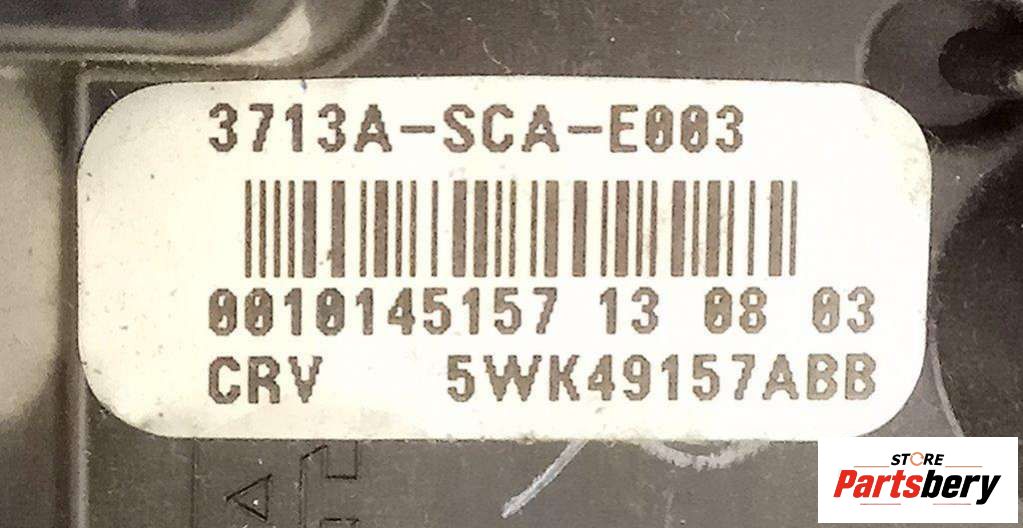 3713A-SCA-E003
0010145157 13 08 03
CRV 5WK49157ABB
STORE
Partsbery